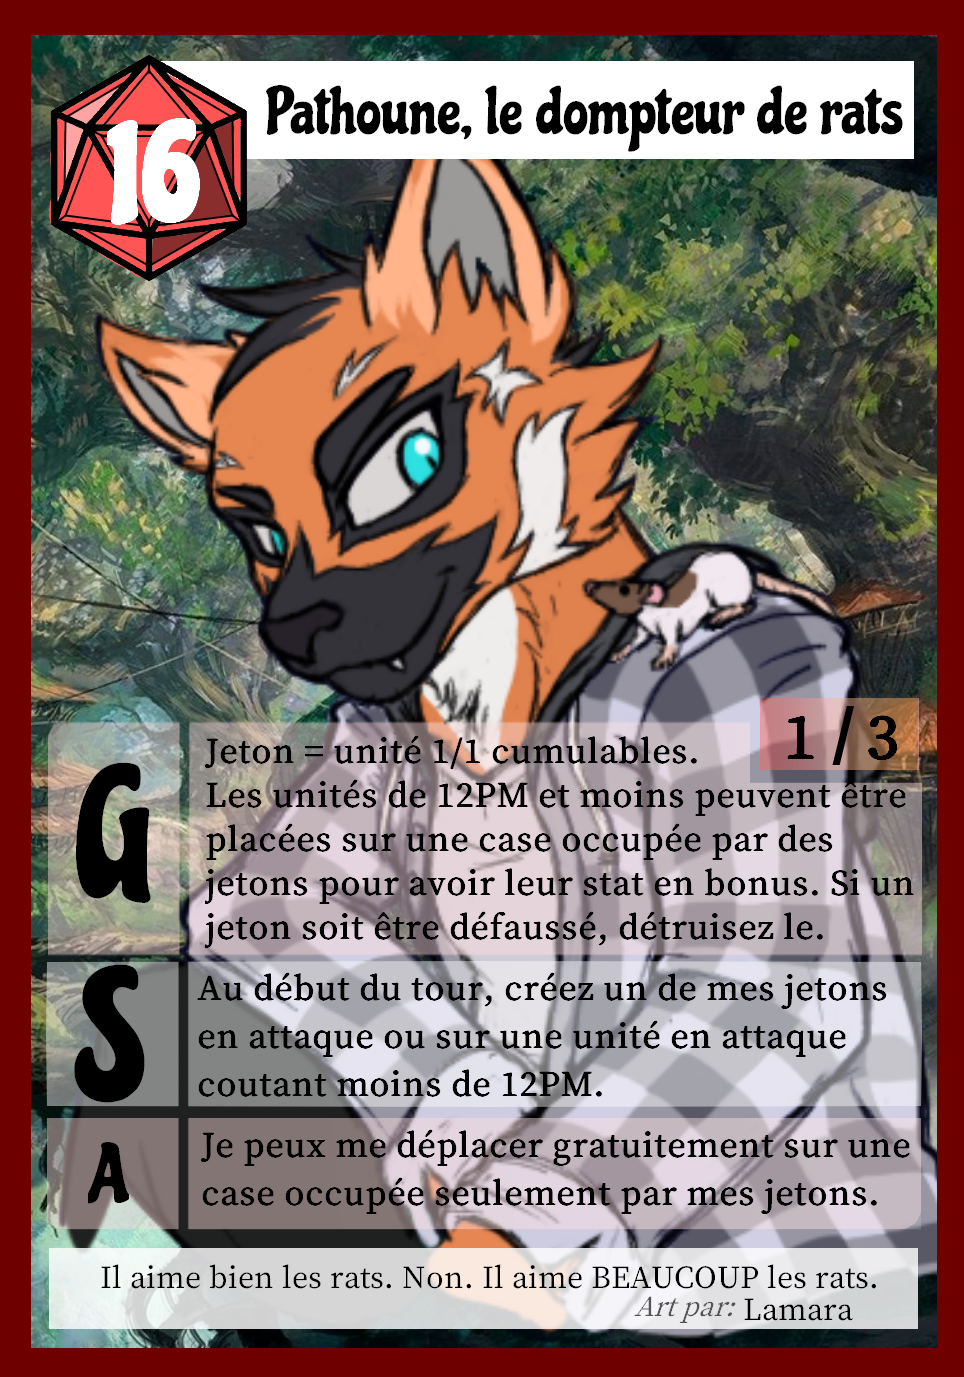 16
Pathoune, le dompteur de rats
1/3
G
Jeton = unité 1/1 cumulables.
Les unités de 12PM et moins peuvent être
placées sur une case occupée par des
jetons pour avoir leur stat en bonus. Si un
jeton soit être défaussé, détruisez le.
S
Au début du tour, créez un de mes jetons
en attaque ou sur une unité en attaque
coutant moins de 12PM.
A
Je peux me déplacer gratuitement sur une
case occupée seulement par mes jetons.
Il aime bien les rats. Non. Il aime BEAUCOUP les rats.
Art par: Lamara